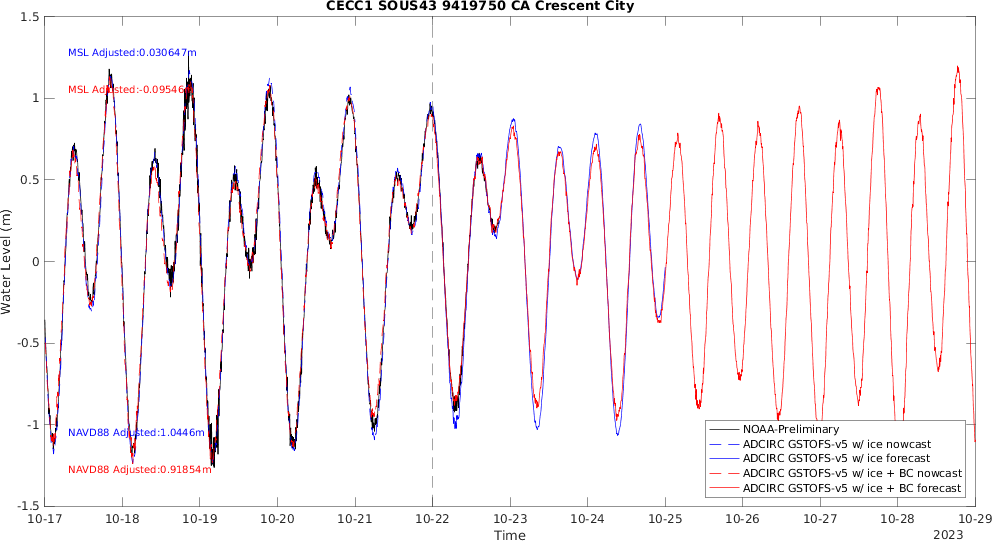 CECC1 SOUS43 9419750 CA Crescent City
1.5
MSL Adjusted:0.030647m
1
MSL Adjusted:-0.09546
0.5
0
Water Level (m)
-0.5
-1
NAVD88 Adjusted:1.0446m
NAVD88 Adjusted:0.91854m
-1.5
NOAA-Preliminary
ADCIRC GSTOFS-v5 w/ ice nowcast
ADCIRC GSTOFS-v5 w/ ice forecast
ADCIRC GSTOFS-v5 w/ ice + BC nowcast
ADCIRC GSTOFS-v5 w/ ice + BC forecast
10-17 10-18 10-19 10-20 10-21 10-22 10-23 10-24 10-25 10-26 10-27 10-28 10-29
Time
2023